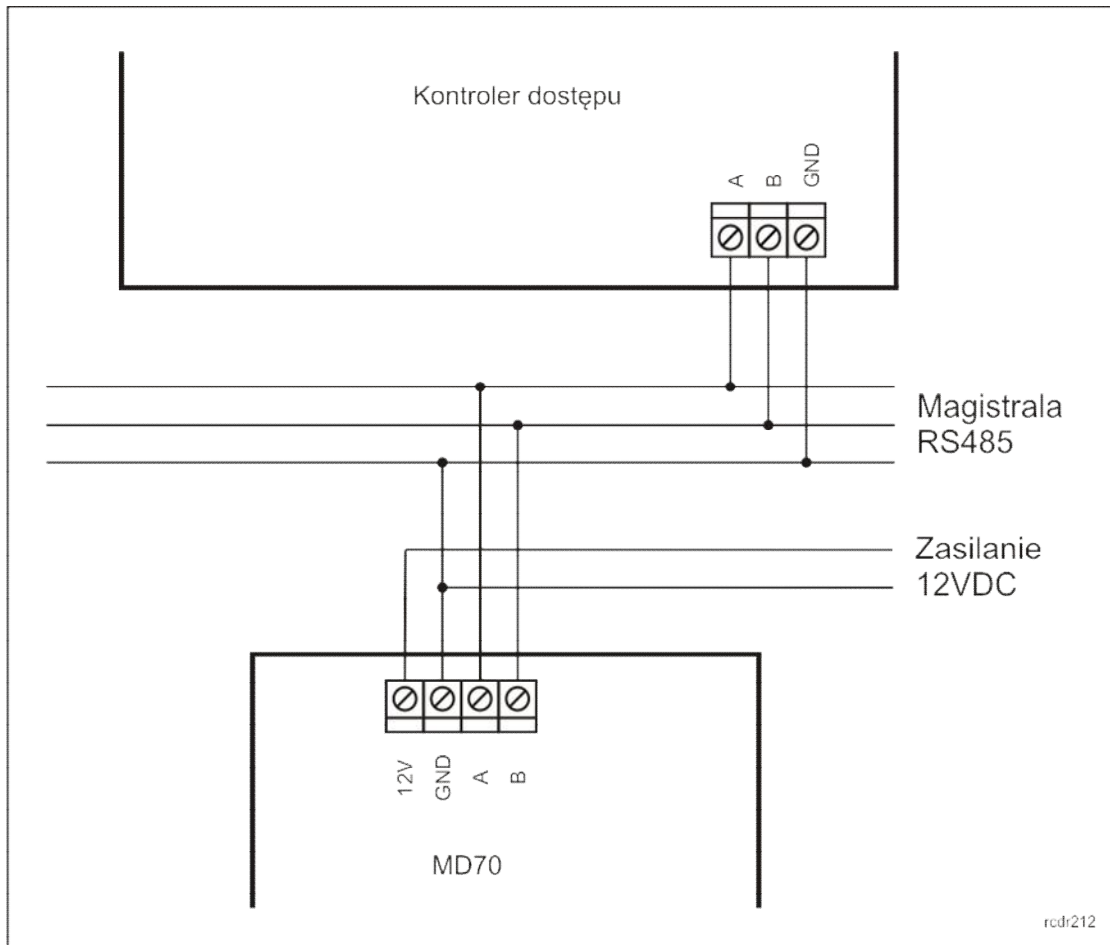 Kontroler dostępu
A
B
GND
Magistrala
RS485
Zasilanie
12VDC
12V
GND
A
B
MD70
rcdr212